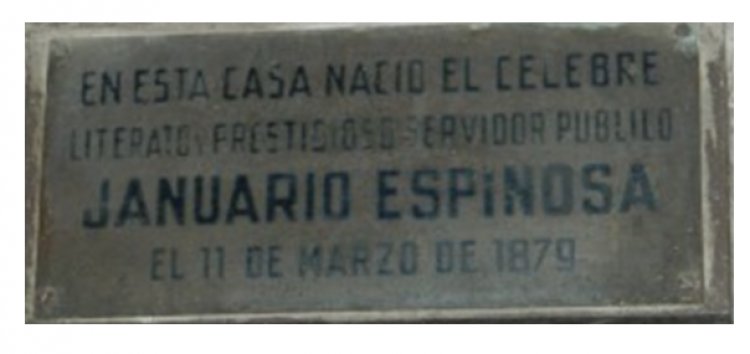 EN ESTA CASA NACIO EL CELEBRE
LITERATO Y PRESTIGIOSO SERVIDOR PUBLICO
JANUARIO ESPINOSA
EL 11 DE MARZO DE 1879